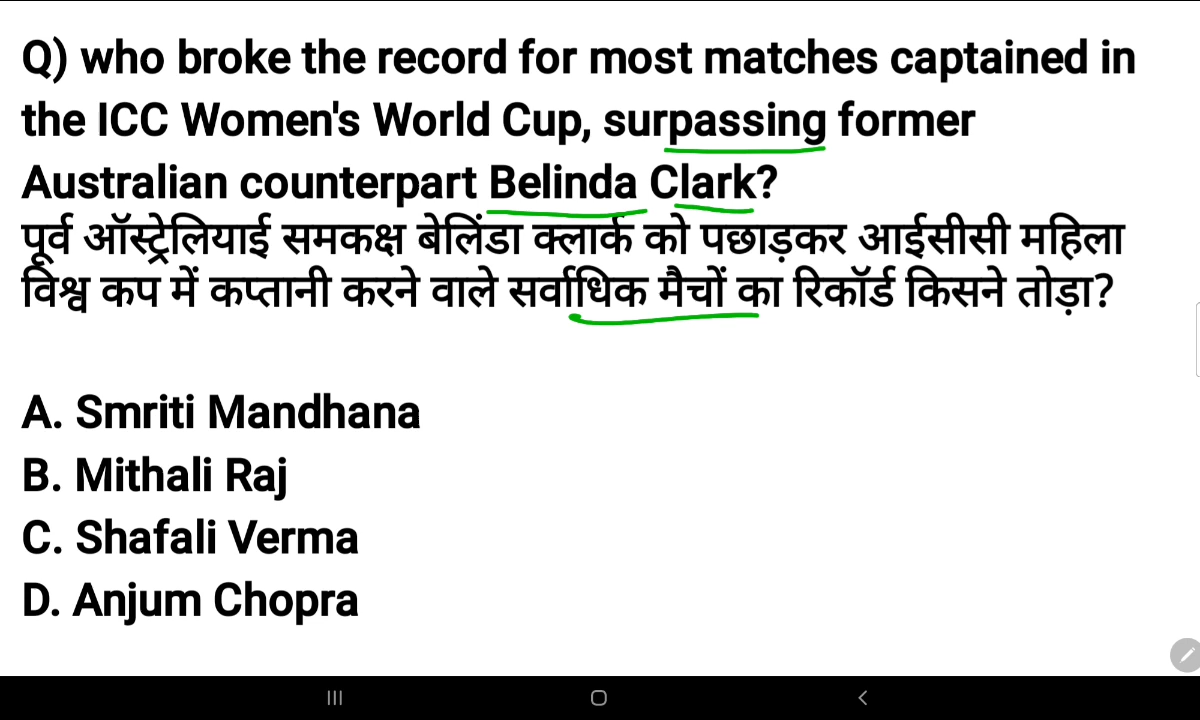 Q) who broke the record for most matches captained in
the ICC Women's World Cup, surpassing former
Australian counterpart Belinda Clark?
पूर्व ऑस्ट्रेलियाई समकक्ष बेलिंडा क्लार्क को पछाड़कर आईसीसी महिला
विश्व कप में कप्तानी करने वाले सर्वाधिक मैचों का रिकॉर्ड किसने तोड़ा?
A. Smriti Mandhana
B. Mithali Raj
C. Shafali Verma
D. Anjum Chopra